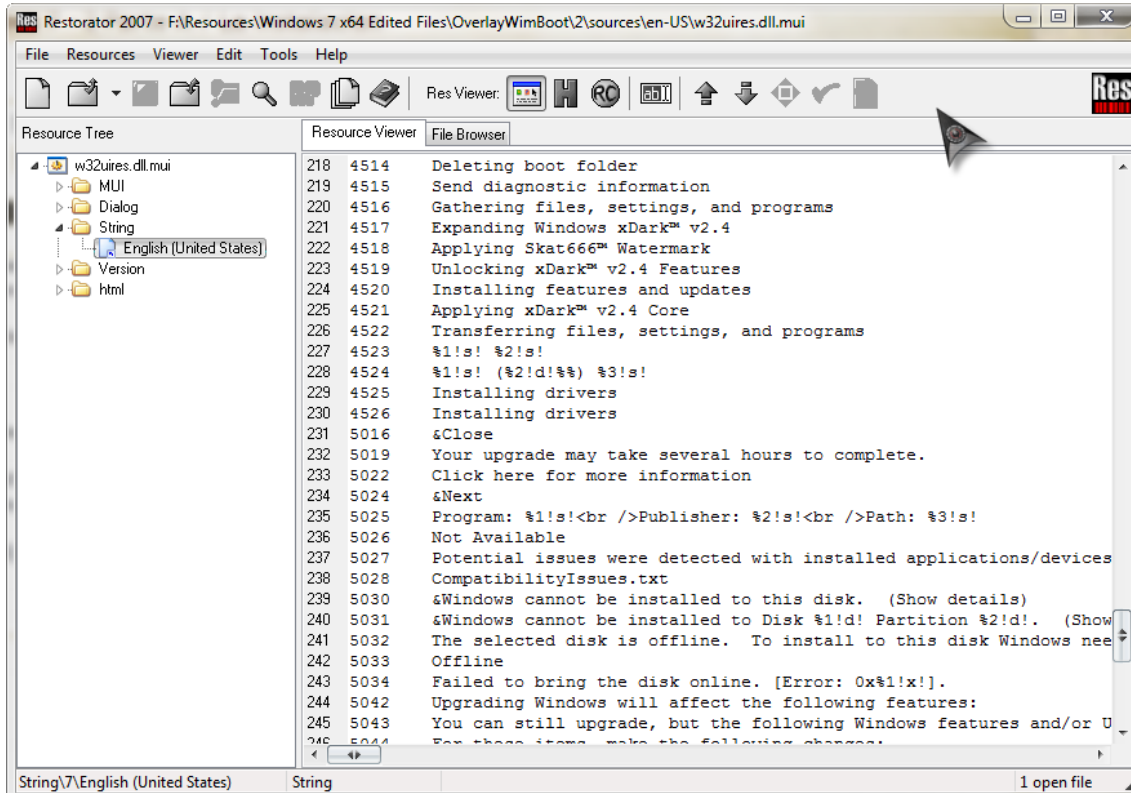 Restorator 2007 - F:\Resources\Windows 7 x64 Edited Files\OverlayWimBoot\2\sources\en-US\w32uires.dll.mui
File Resources Viewer Edit Tools Help
Res Viewer: H RC ab Res
Resource Tree
Resource Viewer File Browser
w32uires.dll.mui
MUI
Dialog
String
English (United States)
Version
html
218 4514 Deleting boot folder
219 4515 Send diagnostic information
220 4516 Gathering files, settings, and programs
221 4517 Expanding Windows xDark™ v2.4
222 4518 Applying Skat666™ Watermark
223 4519 Unlocking xDark™ v2.4 Features
224 4520 Installing features and updates
225 4521 Applying xDark™ v2.4 Core
226 4522 Transferring files, settings, and programs
227 4523 %1!s! %2!s!
228 4524 %1!s! (%2!d!%%) %3!s!
229 4525 Installing drivers
230 4526 Installing drivers
231 5016 &Close
232 5019 Your upgrade may take several hours to complete.
233 5022 Click here for more information
234 5024 &Next
235 5025 Program: %1!s!<br />Publisher: %2!s!<br />Path: %3!s!
236 5026 Not Available
237 5027 Potential issues were detected with installed applications/devices
238 5028 CompatibilityIssues.txt
239 5030 &Windows cannot be installed to this disk.  (Show details)
240 5031 &Windows cannot be installed to Disk %1!d! Partition %2!d!.  (Show
241 5032 The selected disk is offline.  To install to this disk Windows nee
242 5033 Offline
243 5034 Failed to bring the disk online. [Error: 0x%1!x!].
244 5042 Upgrading Windows will affect the following features:
245 5043 You can still upgrade, but the following Windows features and/or U
246 5044 For these items, make the following changes:
String\7\English (United States) String 1 open file